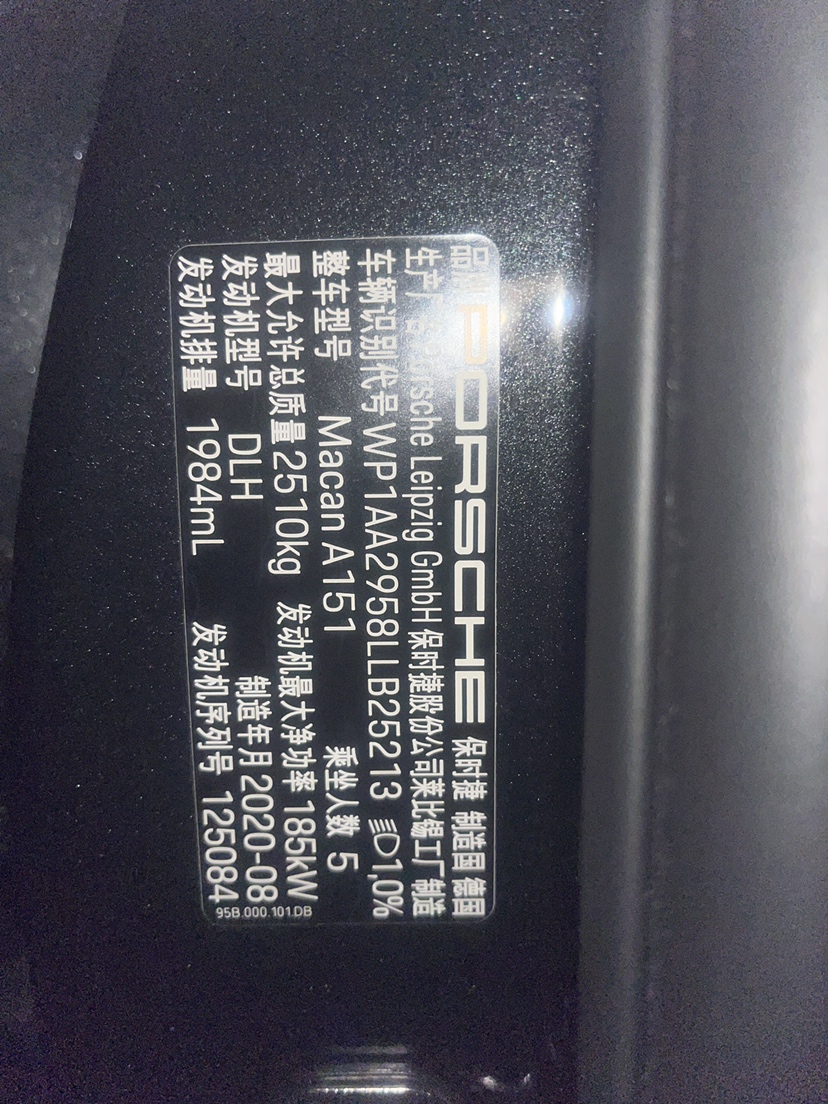 品牌 PORSCHE 保时捷 制造国 德国
生产厂名 Porsche Leipzig GmbH 保时捷股份公司莱比锡工厂 制造
车辆识别代号 WP1AA2958LLB25213 1,0%
整车型号 Macan A151 乘坐人数 5
最大允许总质量 2510kg 发动机最大净功率 185kW
发动机型号 DLH 制造年月 2020-08
发动机排量 1984mL 发动机序列号 125084
95B.000.101.DB